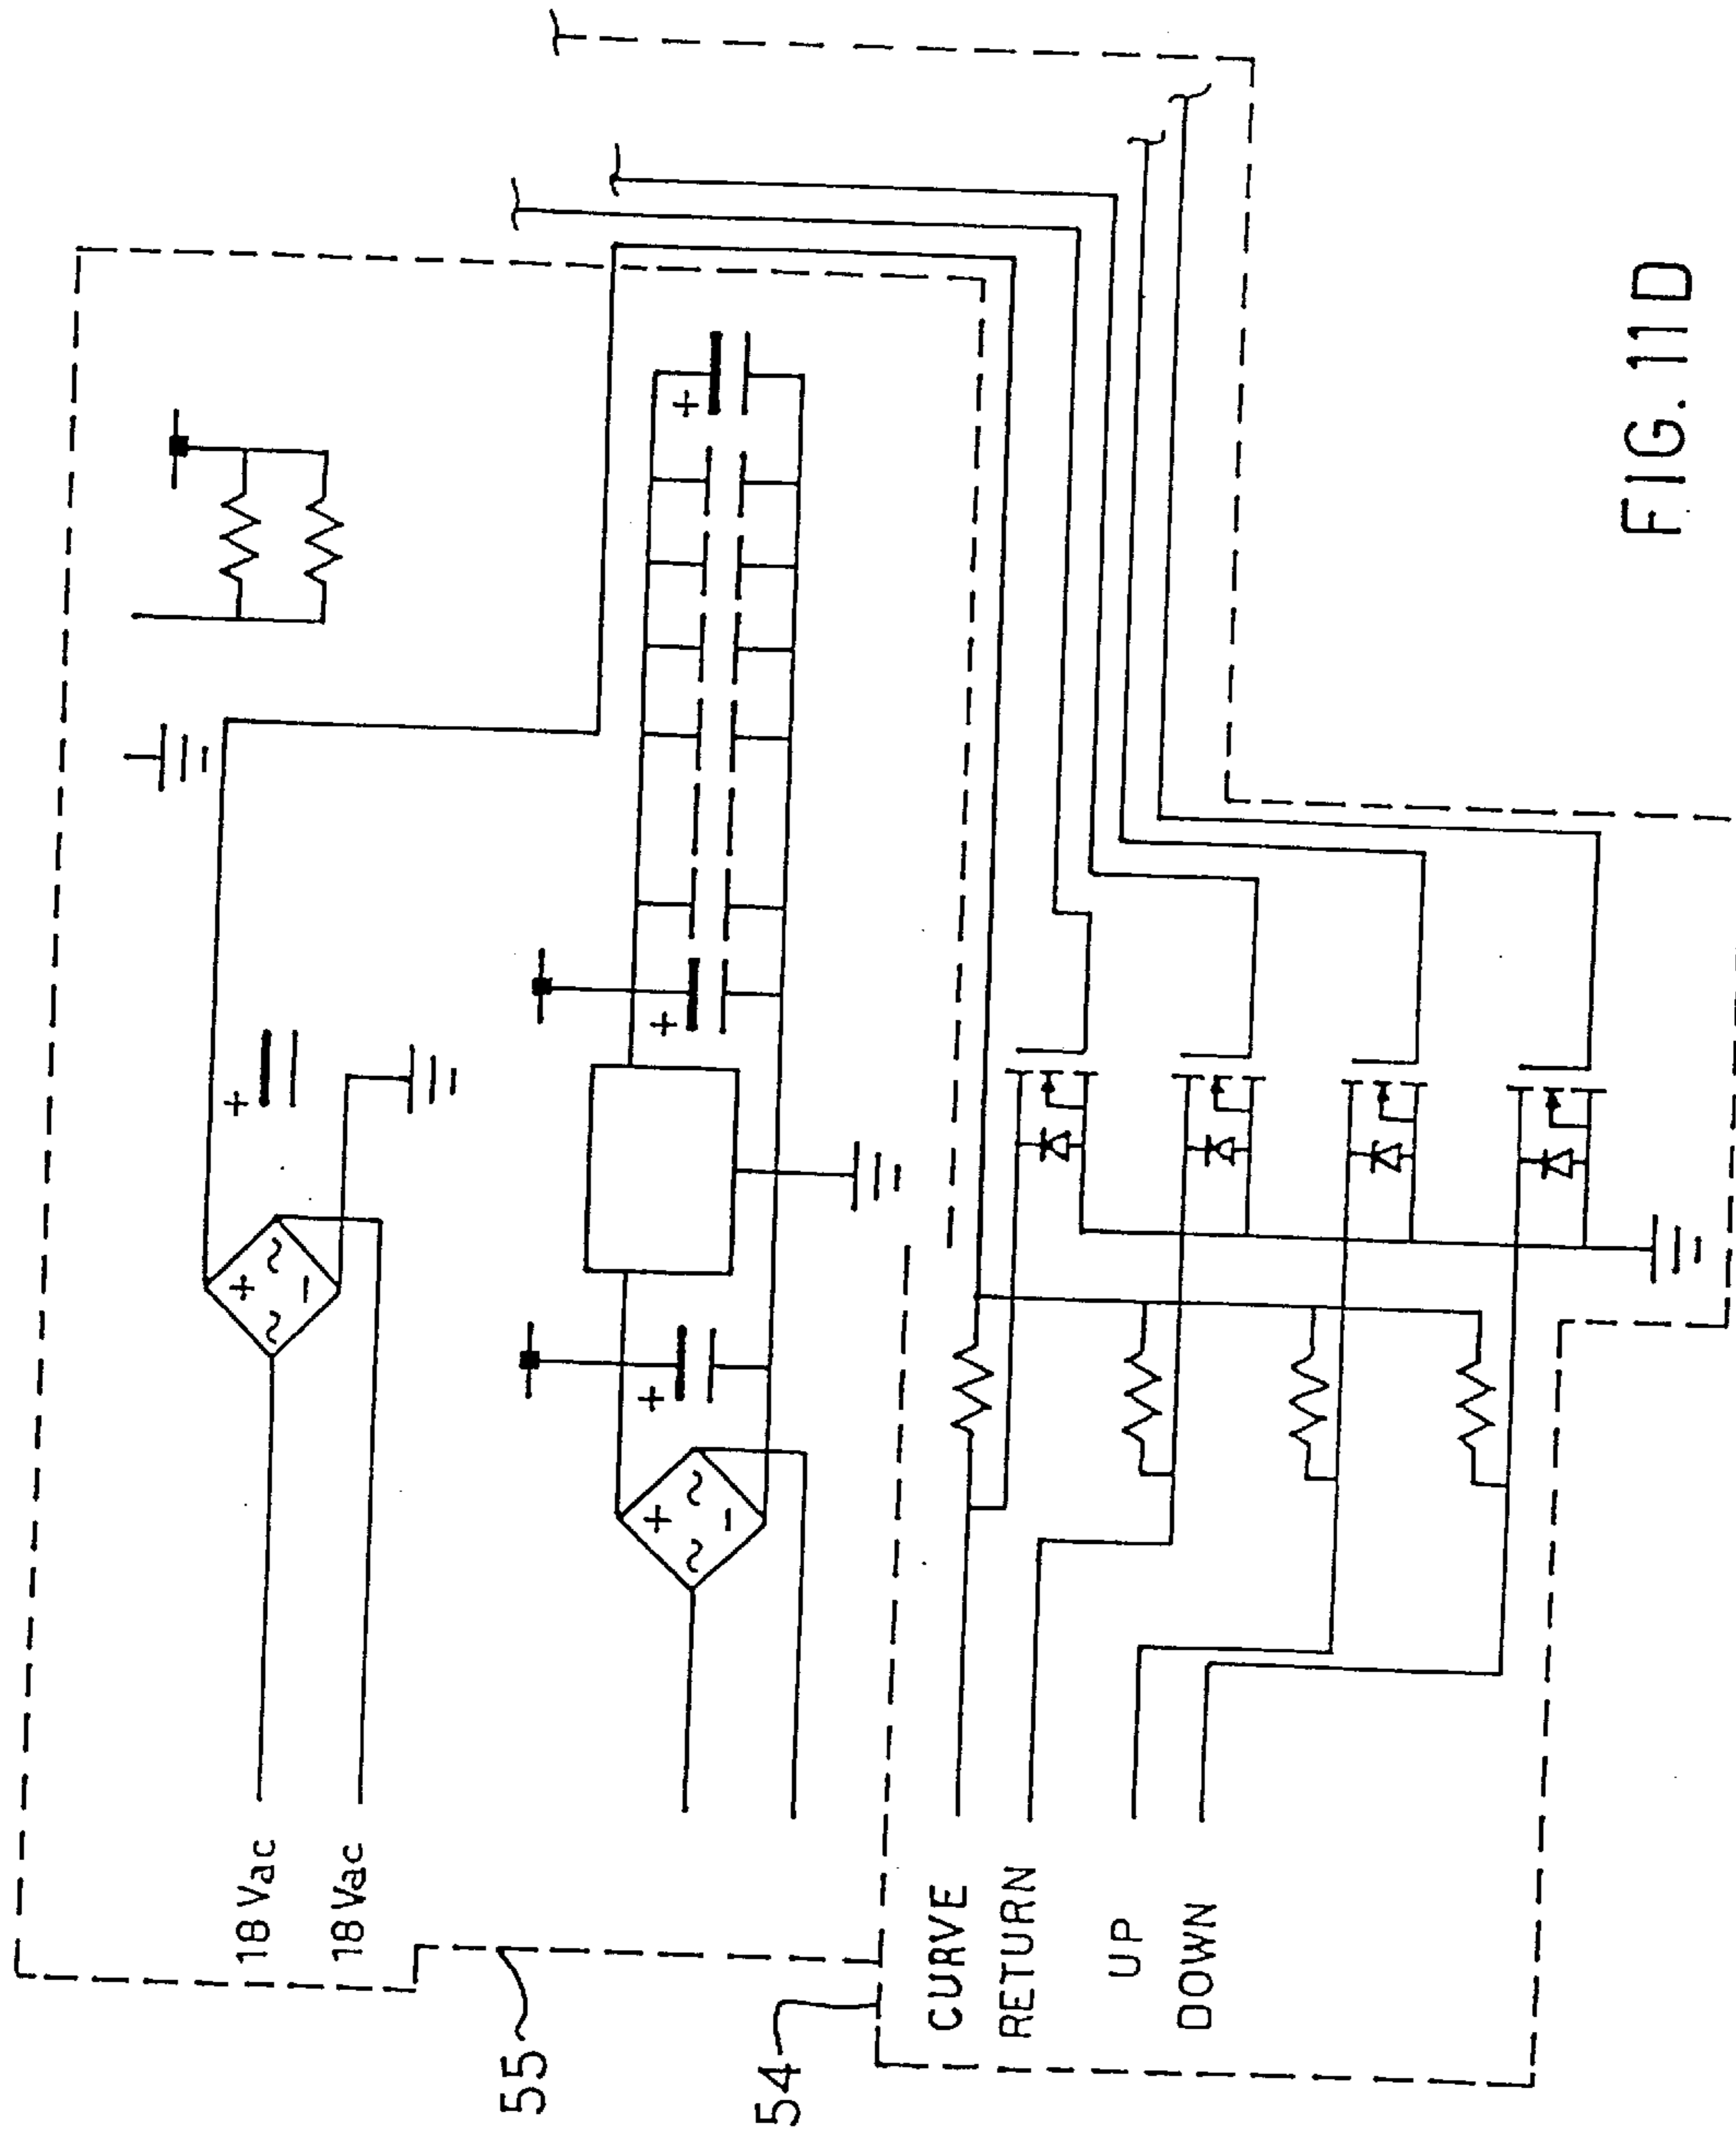 18 Vac
18 Vac
55
54
CURVE
RETURN
UP
DOWN
+
+ ~ ~ −
+
+ ~ ~ −
+
+
FIG. 11D